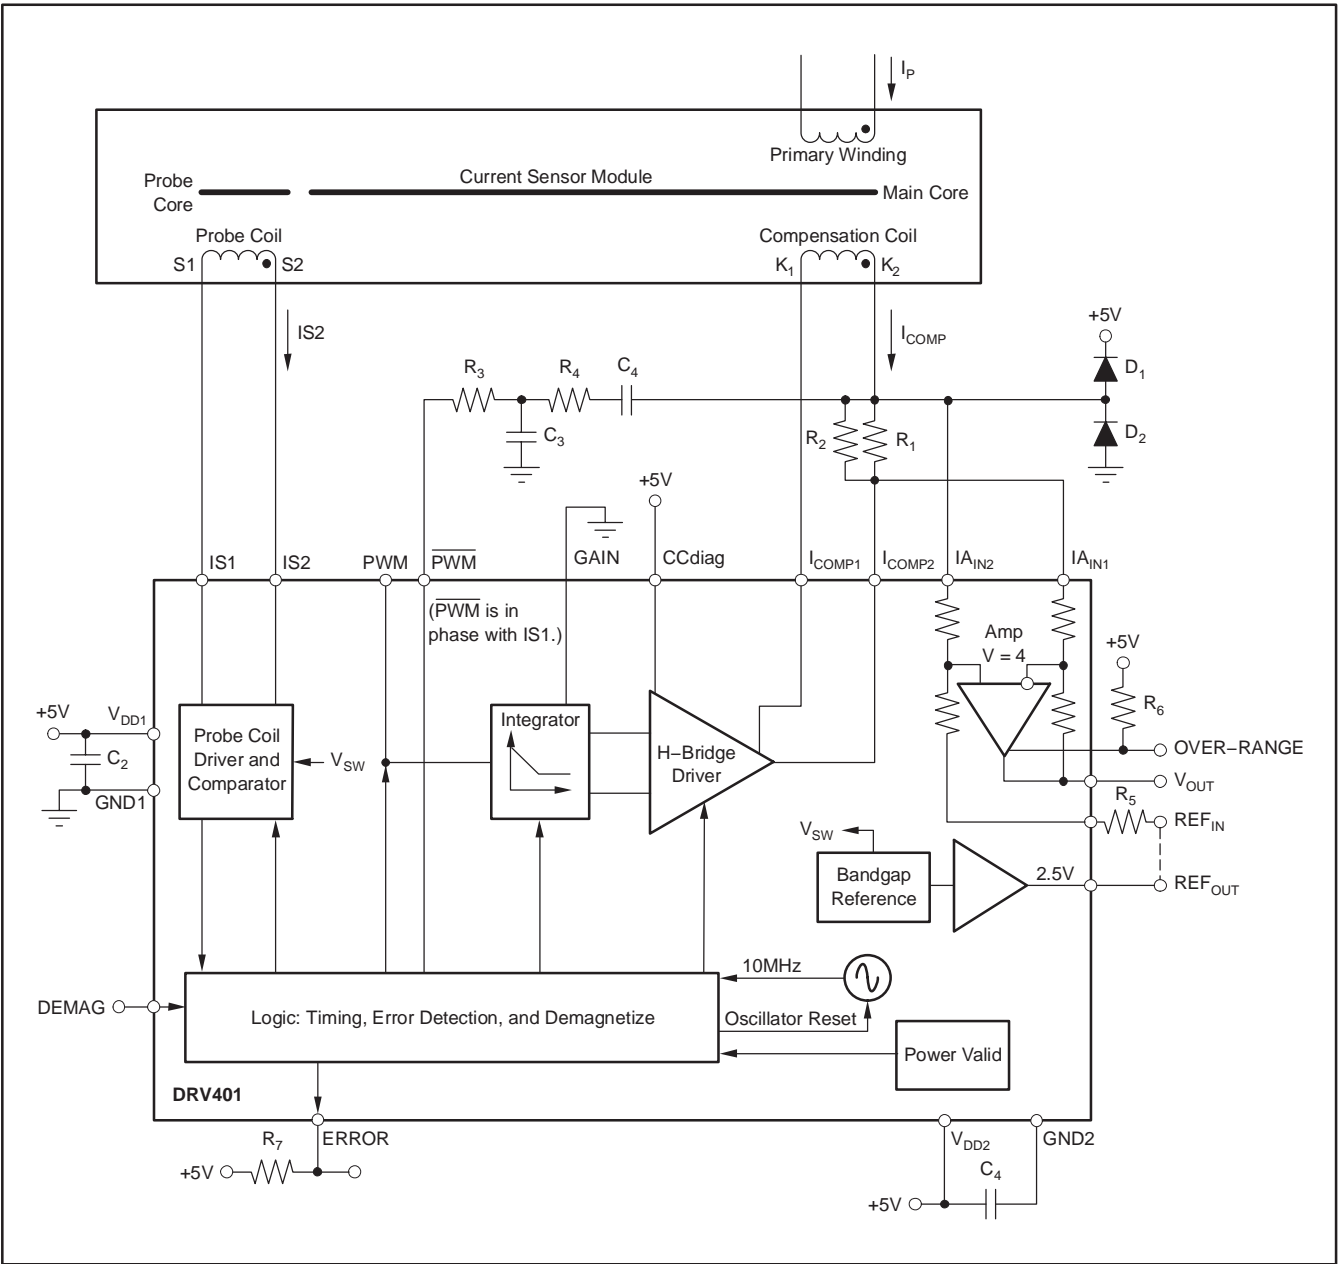 I_P
Primary Winding
Current Sensor Module
Probe
Core
Main Core
Probe Coil
Compensation Coil
S1
S2
K_1
K_2
IS2
I_COMP
+5V
D_1
D_2
R_3
R_4
C_4
C_3
R_2
R_1
+5V
IS1
IS2
PWM
P̅W̅M̅
GAIN
CCdiag
I_COMP1
I_COMP2
IA_IN2
IA_IN1
(P̅W̅M̅ is in
phase with IS1.)
Amp
V = 4
+5V
R_6
+5V
V_DD1
C_2
GND1
Probe Coil
Driver and
Comparator
V_SW
Integrator
H−Bridge
Driver
OVER−RANGE
V_OUT
R_5
REF_IN
V_SW
Bandgap
Reference
2.5V
REF_OUT
10MHz
DEMAG
Logic: Timing, Error Detection, and Demagnetize
Oscillator Reset
Power Valid
DRV401
R_7
ERROR
+5V
V_DD2
GND2
C_4
+5V